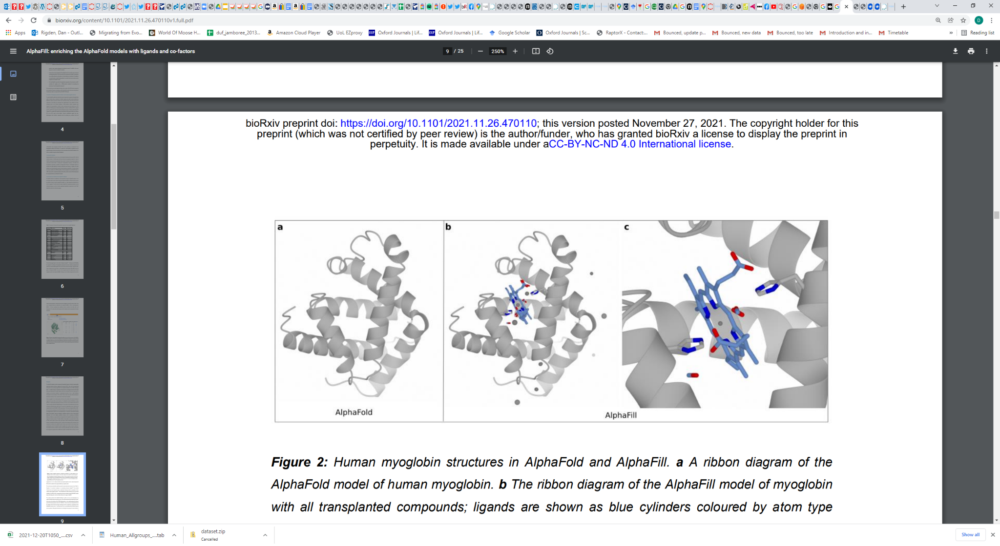 biorxiv.org/content/10.1101/2021.11.26.470110v1.full.pdf
Apps
Rigden, Dan - Outl...
Migrating from Evo...
World Of Moose H...
duf_jamboree_2013...
Amazon Cloud Player
UoL EZproxy
Oxford Journals | Lif...
Oxford Journals | Lif...
Google Scholar
Oxford Journals | Sc...
RaptorX - Contact:...
Bounced, update p...
Bounced, new data
Bounced, too late
Introduction and in...
Timetable
»
Reading list
AlphaFill: enriching the AlphaFold models with ligands and co-factors
9 / 25
250%
4
5
6
7
8
9
bioRxiv preprint doi: https://doi.org/10.1101/2021.11.26.470110; this version posted November 27, 2021. The copyright holder for this
preprint (which was not certified by peer review) is the author/funder, who has granted bioRxiv a license to display the preprint in
perpetuity. It is made available under aCC-BY-NC-ND 4.0 International license.
a
b
c
AlphaFold
AlphaFill
Figure 2: Human myoglobin structures in AlphaFold and AlphaFill. a A ribbon diagram of the
AlphaFold model of human myoglobin. b The ribbon diagram of the AlphaFill model of myoglobin
with all transplanted compounds; ligands are shown as blue cylinders coloured by atom type
2021-12-20T1050_....csv
Human_Allgroups_....tab
dataset.zip
Cancelled
Show all